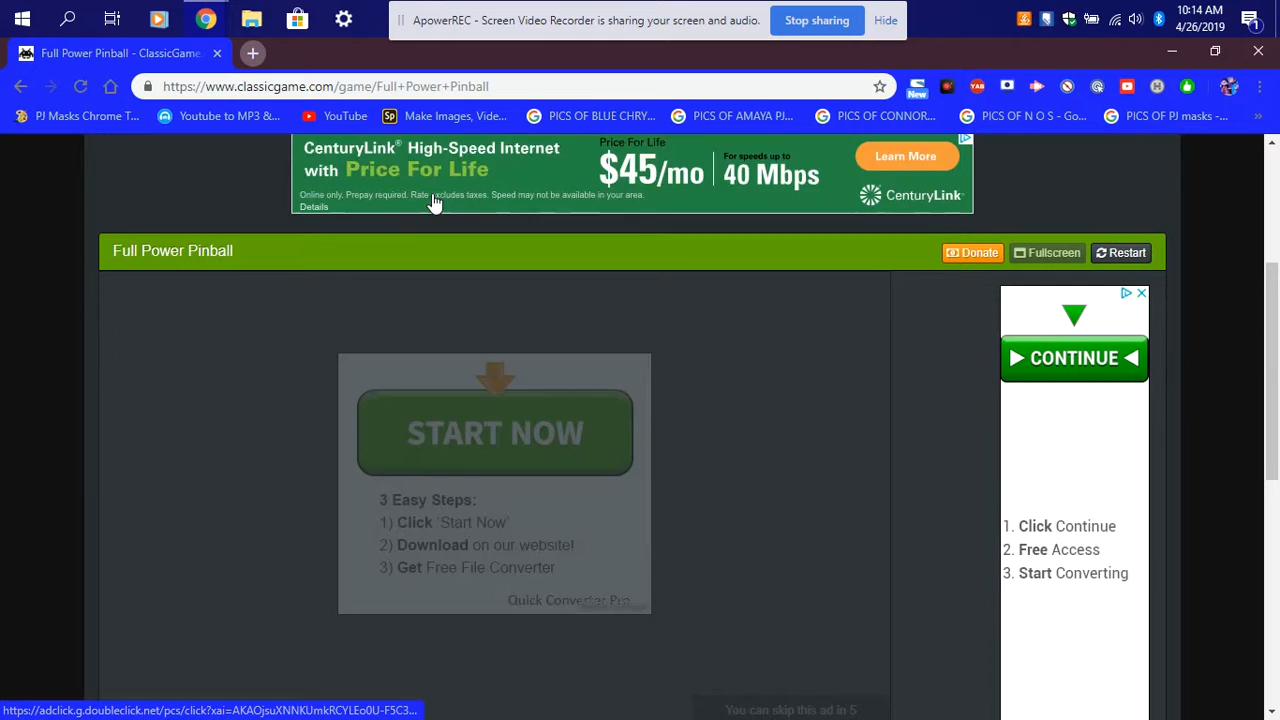 ApowerREC - Screen Video Recorder is sharing your screen and audio.
Stop sharing
Hide
10:14 AM
4/26/2019
1
Full Power Pinball - ClassicGame
https://www.classicgame.com/game/Full+Power+Pinball
New
YAB
PJ Masks Chrome T...
Youtube to MP3 &...
YouTube
Sp
Make Images, Vide...
PICS OF BLUE CHRY...
PICS OF AMAYA PJ...
PICS OF CONNOR...
PICS OF N O S - Go...
PICS OF PJ masks -...
»
CenturyLink® High-Speed Internet
with Price For Life
Online only. Prepay required. Rate excludes taxes. Speed may not be available in your area.
Details
Price For Life
$45/mo
For speeds up to
40 Mbps
Learn More
CenturyLink
Full Power Pinball
Donate
Fullscreen
Restart
START NOW
3 Easy Steps:
1) Click 'Start Now'
2) Download on our website!
3) Get Free File Converter
Quick Converter Pro
CONTINUE
1. Click Continue
2. Free Access
3. Start Converting
You can skip this ad in 5
https://adclick.g.doubleclick.net/pcs/click?xai=AKAOjsuXNNKUmkRCYLEo0U-F5C3...